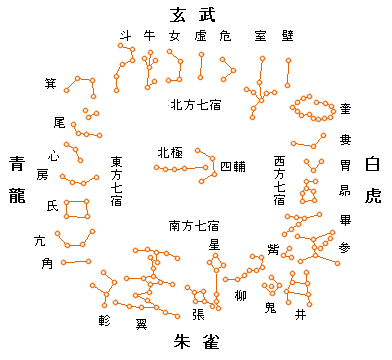 玄武
斗 牛 女 虚 危 室 壁
北方七宿
箕
尾
心
房
氐
亢
角
青龍
東方七宿
北極
四輔
西方七宿
奎
婁
胃
昴
畢
觜
参
白虎
南方七宿
軫 翼 張 星 柳 鬼 井
朱雀